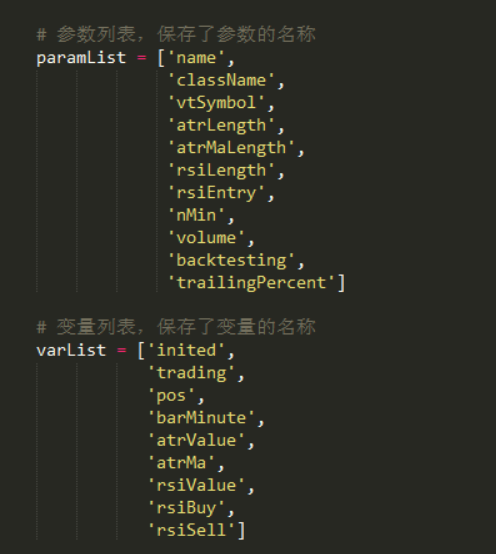 # 参数列表，保存了参数的名称
paramList = ['name',
'className',
'vtSymbol',
'atrLength',
'atrMaLength',
'rsiLength',
'rsiEntry',
'nMin',
'volume',
'backtesting',
'trailingPercent']
# 变量列表，保存了变量的名称
varList = ['inited',
'trading',
'pos',
'barMinute',
'atrValue',
'atrMa',
'rsiValue',
'rsiBuy',
'rsiSell']